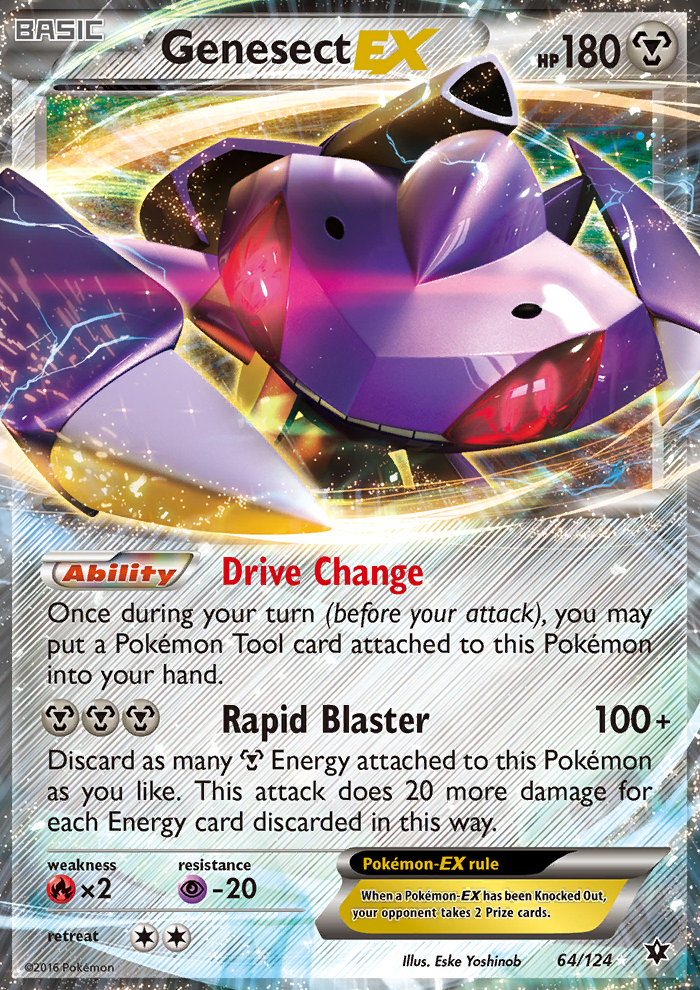 BASIC
Genesect EX
HP 180
Ability Drive Change
Once during your turn (before your attack), you may
put a Pokémon Tool card attached to this Pokémon
into your hand.
Rapid Blaster 100+
Discard as many Energy attached to this Pokémon
as you like. This attack does 20 more damage for
each Energy card discarded in this way.
weakness
×2
resistance
-20
retreat
Pokémon-EX rule
When a Pokémon-EX has been Knocked Out,
your opponent takes 2 Prize cards.
©2016 Pokémon
Illus. Eske Yoshinob
64/124